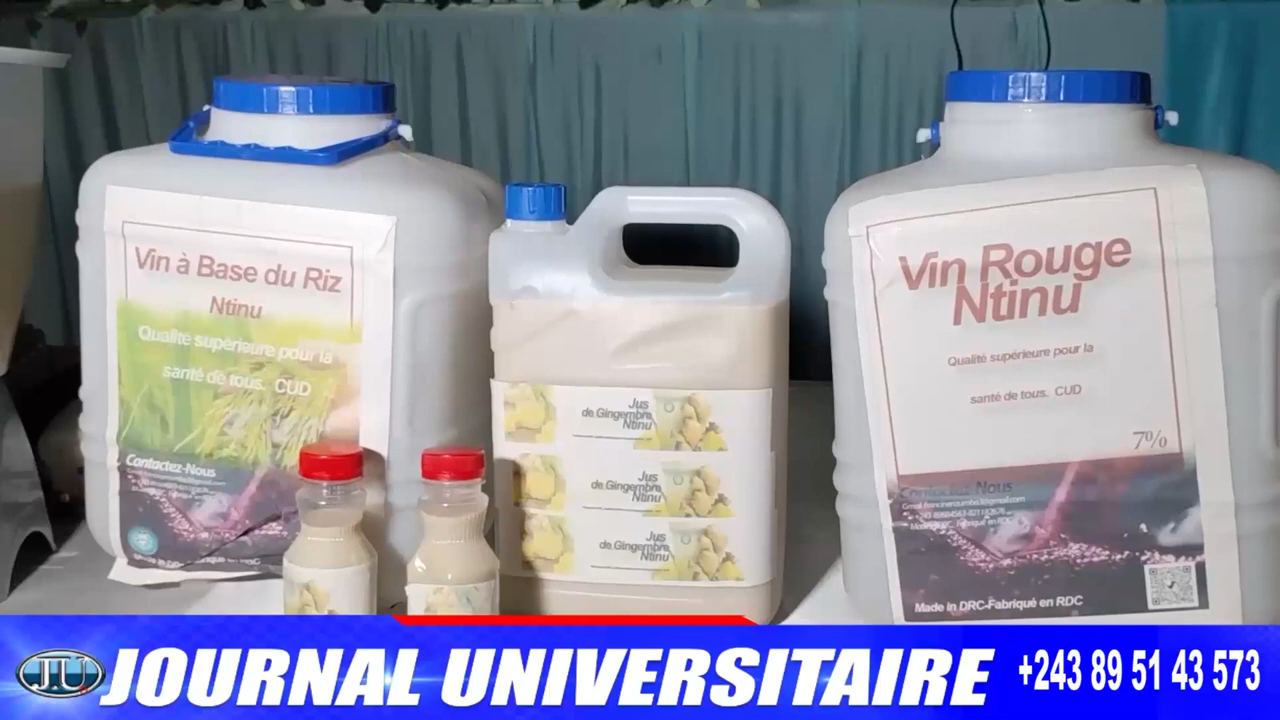 Vin à Base du Riz
Ntinu
Qualité supérieure pour la
santé de tous. CUD
Contactez-Nous
Jus
de Gingembre
Ntinu
Jus
de Gingembre
Ntinu
Jus
de Gingembre
Ntinu
Vin Rouge
Ntinu
Qualité supérieure pour la
santé de tous. CUD
7%
Contactez-Nous
Made in DRC-Fabriqué en RDC
J.U
JOURNAL UNIVERSITAIRE
+243 89 51 43 573